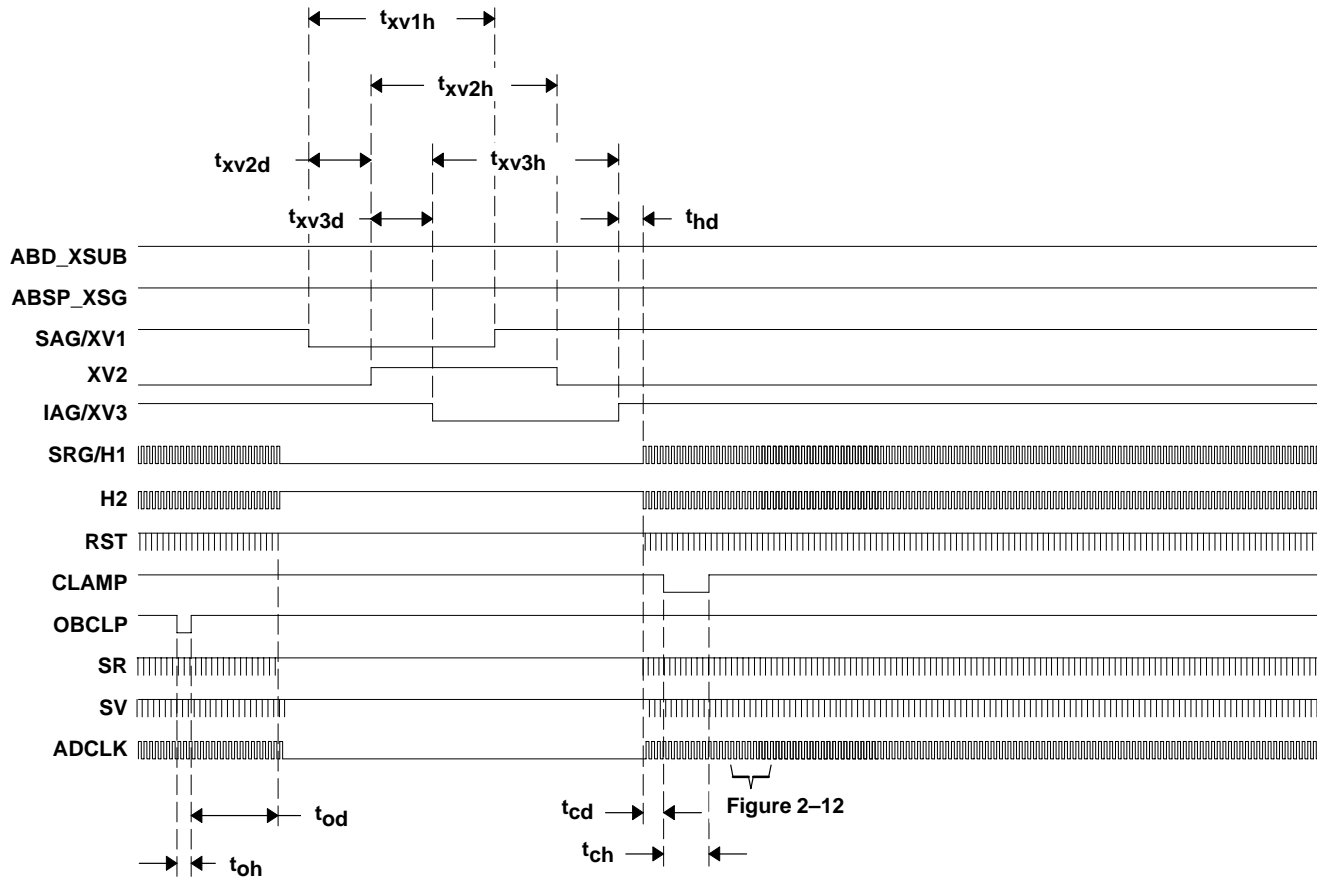 txv1h
txv2h
txv2d
txv3h
txv3d
thd
ABD_XSUB
ABSP_XSG
SAG/XV1
XV2
IAG/XV3
SRG/H1
H2
RST
CLAMP
OBCLP
SR
SV
ADCLK
Figure 2–12
tod
tcd
tch
toh